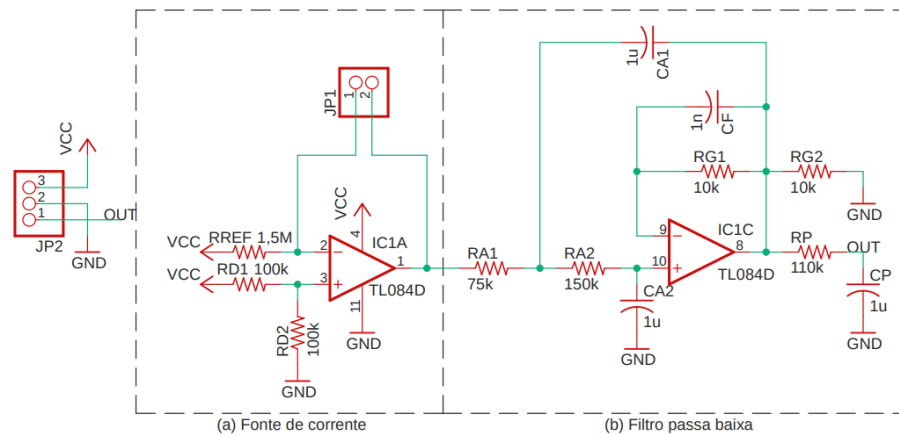 VCC
3
2
1
JP2
GND
OUT
JP1
1
2
VCC
RREF 1,5M
VCC
RD1 100k
2
3
4
11
1
IC1A
TL084D
VCC
GND
RD2
100k
GND
(a) Fonte de corrente
RA1
75k
RA2
150k
1u
CA1
1n
CF
RG1
10k
RG2
10k
GND
9
10
8
IC1C
TL084D
CA2
1u
GND
RP
110k
OUT
CP
1u
GND
(b) Filtro passa baixa